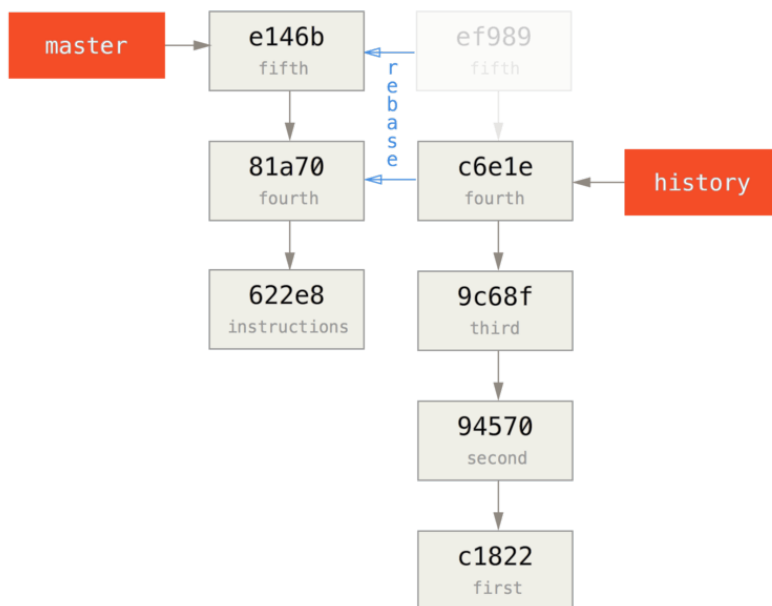 master
e146b
fifth
ef989
fifth
rebase
81a70
fourth
c6e1e
fourth
history
622e8
instructions
9c68f
third
94570
second
c1822
first